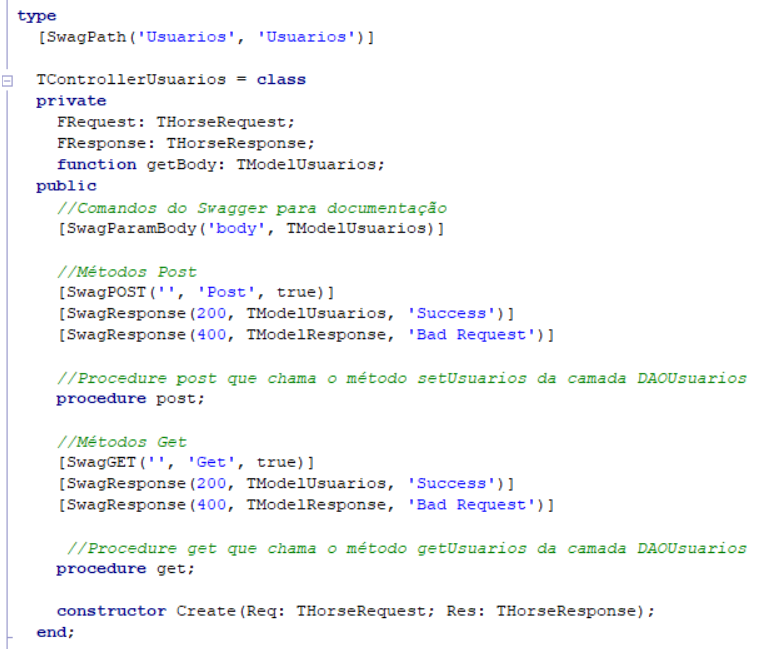 type
[SwagPath('Usuarios', 'Usuarios')]
TControllerUsuarios = class
private
FRequest: THorseRequest;
FResponse: THorseResponse;
function getBody: TModelUsuarios;
public
//Comandos do Swagger para documentação
[SwagParamBody('body', TModelUsuarios)]
//Métodos Post
[SwagPOST('', 'Post', true)]
[SwagResponse(200, TModelUsuarios, 'Success')]
[SwagResponse(400, TModelResponse, 'Bad Request')]
//Procedure post que chama o método setUsuarios da camada DAOUsuarios
procedure post;
//Métodos Get
[SwagGET('', 'Get', true)]
[SwagResponse(200, TModelUsuarios, 'Success')]
[SwagResponse(400, TModelResponse, 'Bad Request')]
//Procedure get que chama o método getUsuarios da camada DAOUsuarios
procedure get;
constructor Create(Req: THorseRequest; Res: THorseResponse);
end;